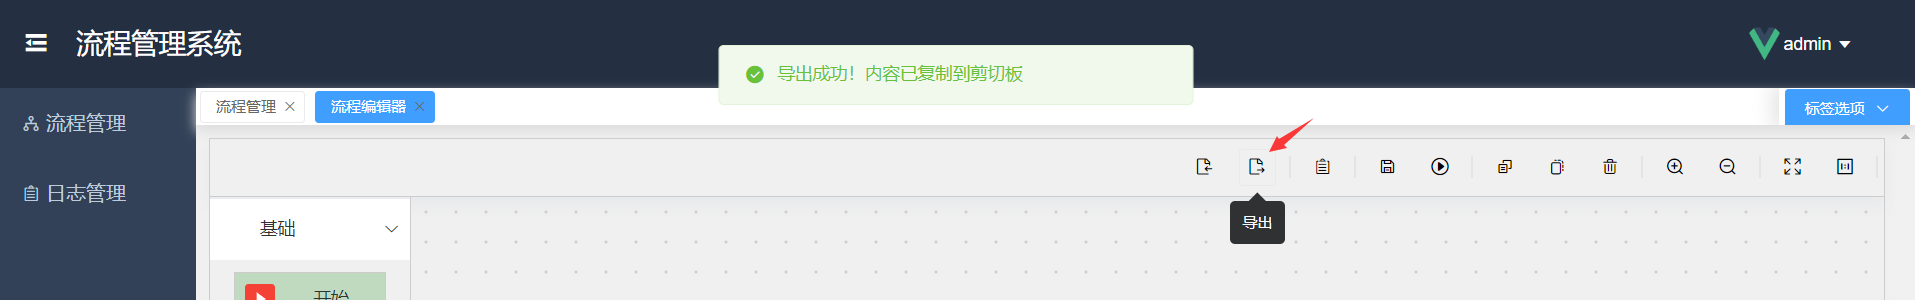 流程管理系统
导出成功！内容已复制到剪切板
admin
流程管理
流程编辑器
标签选项
流程管理
日志管理
导出
基础
开始